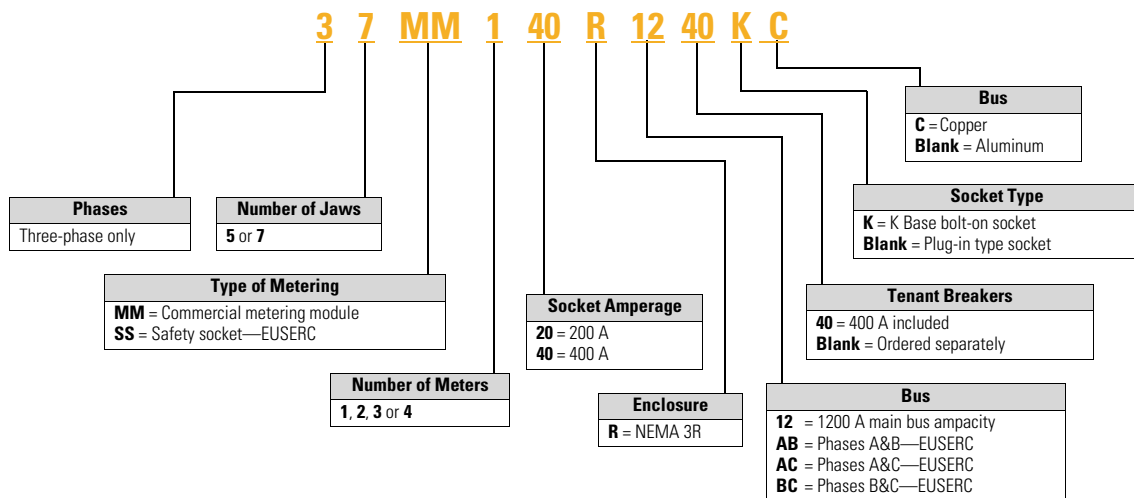 3 7 MM 1 40 R 12 40 K C
Bus
C = Copper
Blank = Aluminum
Phases
Three-phase only
Number of Jaws
5 or 7
Socket Type
K = K Base bolt-on socket
Blank = Plug-in type socket
Type of Metering
MM = Commercial metering module
SS = Safety socket—EUSERC
Socket Amperage
20 = 200 A
40 = 400 A
Tenant Breakers
40 = 400 A included
Blank = Ordered separately
Number of Meters
1, 2, 3 or 4
Enclosure
R = NEMA 3R
Bus
12 = 1200 A main bus ampacity
AB = Phases A&B—EUSERC
AC = Phases A&C—EUSERC
BC = Phases B&C—EUSERC